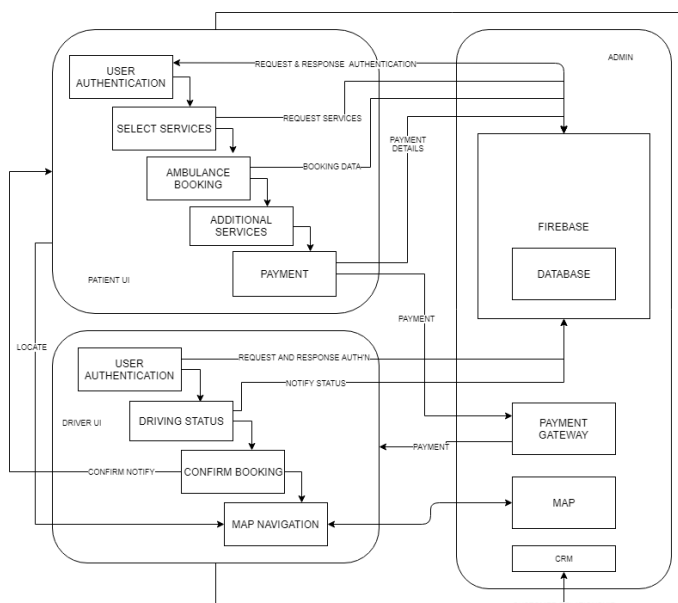 ADMIN
USER
AUTHENTICATION
REQUEST & RESPONSE AUTHENTICATION
SELECT SERVICES
REQUEST SERVICES
PAYMENT
DETAILS
AMBULANCE
BOOKING
BOOKING DATA
ADDITIONAL
SERVICES
FIREBASE
PAYMENT
DATABASE
PATIENT UI
PAYMENT
LOCATE
USER
AUTHENTICATION
REQUEST AND RESPONSE AUTH'N
NOTIFY STATUS
DRIVER UI
DRIVING STATUS
PAYMENT
GATEWAY
PAYMENT
CONFIRM NOTIFY
CONFIRM BOOKING
MAP
MAP NAVIGATION
CRM